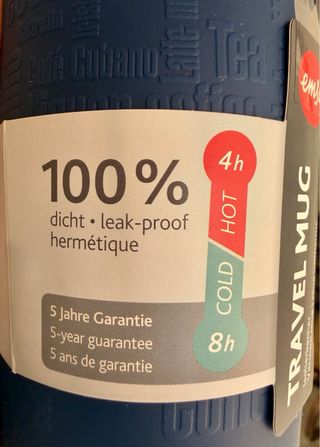 Latte m
Café Cubano
Tea
100%
dicht • leak-proof
hermétique
4h
HOT
COLD
8h
5 Jahre Garantie
5-year guarantee
5 ans de garantie
ems
TRAVEL MUG